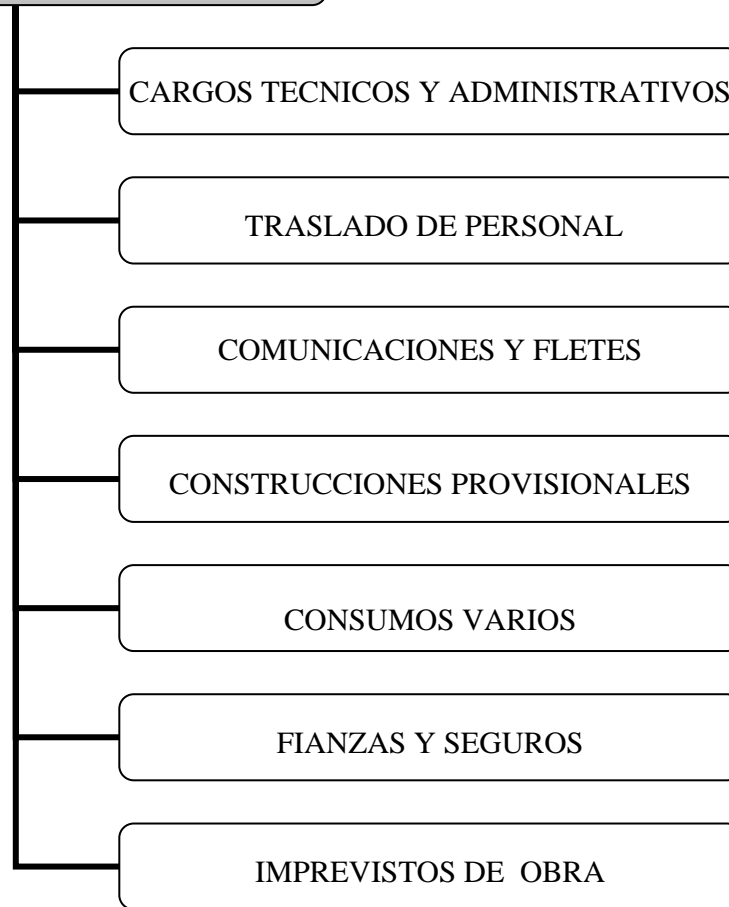 CARGOS TECNICOS Y ADMINISTRATIVOS
TRASLADO DE PERSONAL
COMUNICACIONES Y FLETES
CONSTRUCCIONES PROVISIONALES
CONSUMOS VARIOS
FIANZAS Y SEGUROS
IMPREVISTOS DE OBRA